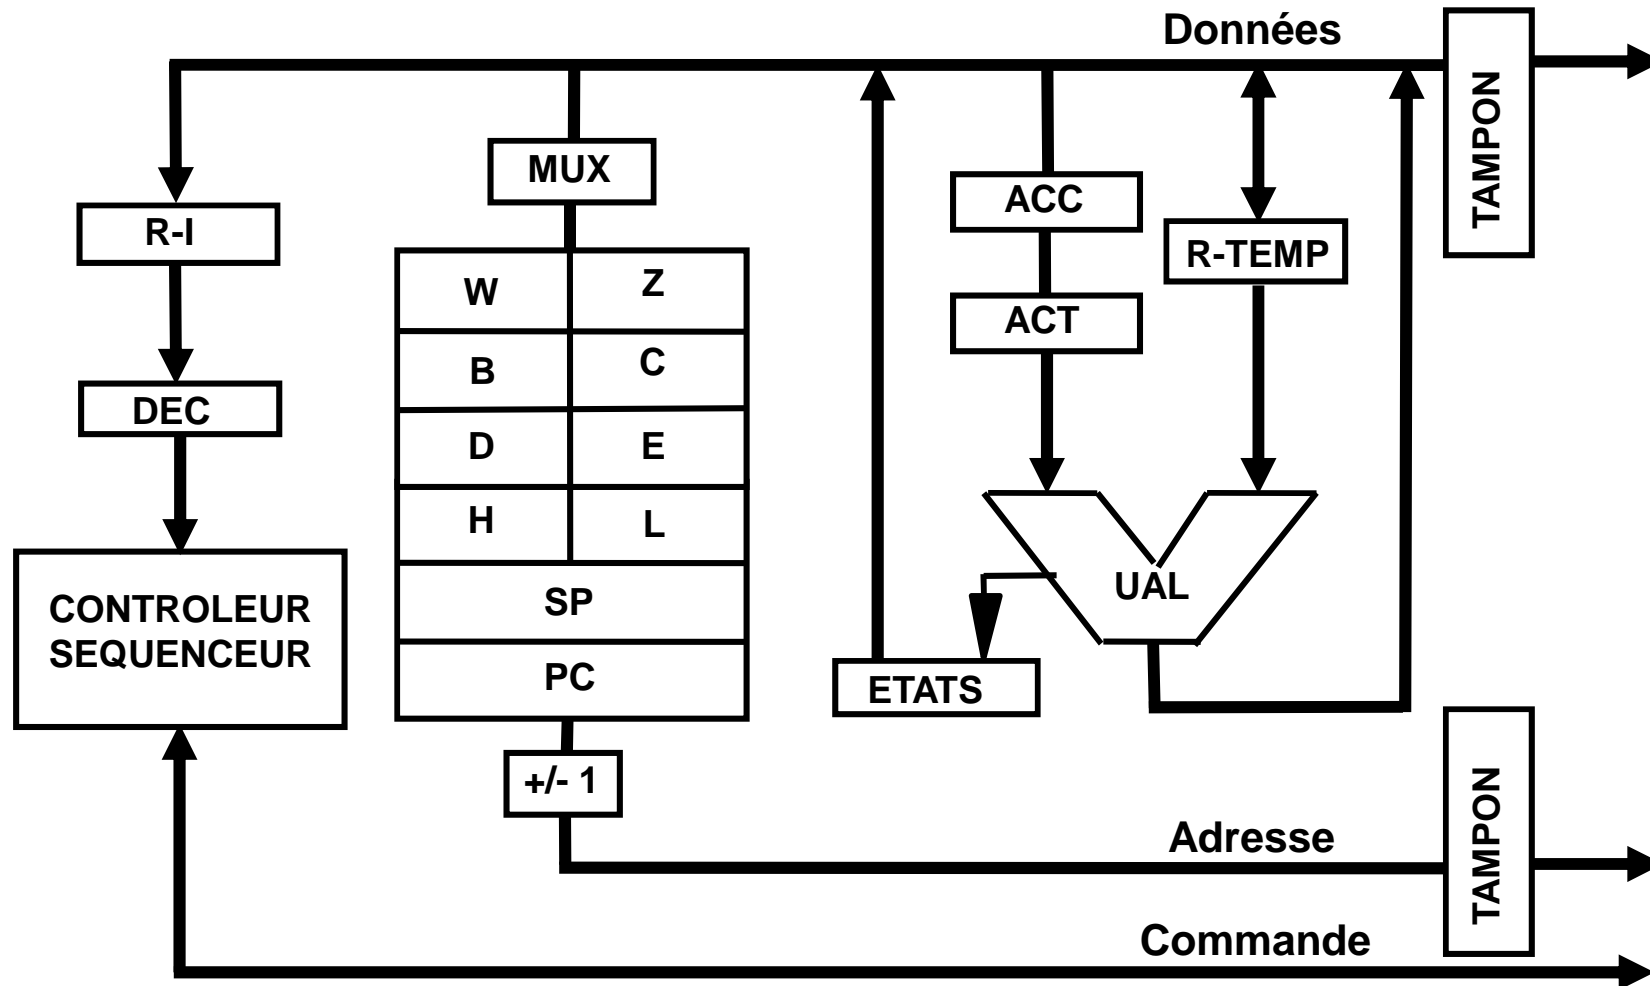 Données
TAMPON
MUX
R-I
ACC
R-TEMP
W
Z
ACT
B
C
DEC
D
E
H
L
UAL
CONTROLEUR
SEQUENCEUR
SP
PC
ETATS
+/- 1
Adresse
TAMPON
Commande